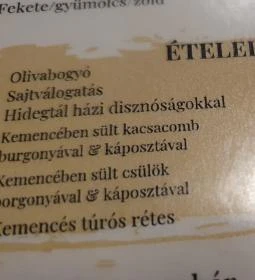 Fekete/gyümölcs/zöld
ÉTELEI
Olivabogyó
Sajtválogatás
Hidegtál házi disznóságokkal
Kemencében sült kacsacomb
burgonyával & káposztával
Kemencében sült csülök
borgonyával & káposztával
Kemencés túrós rétes